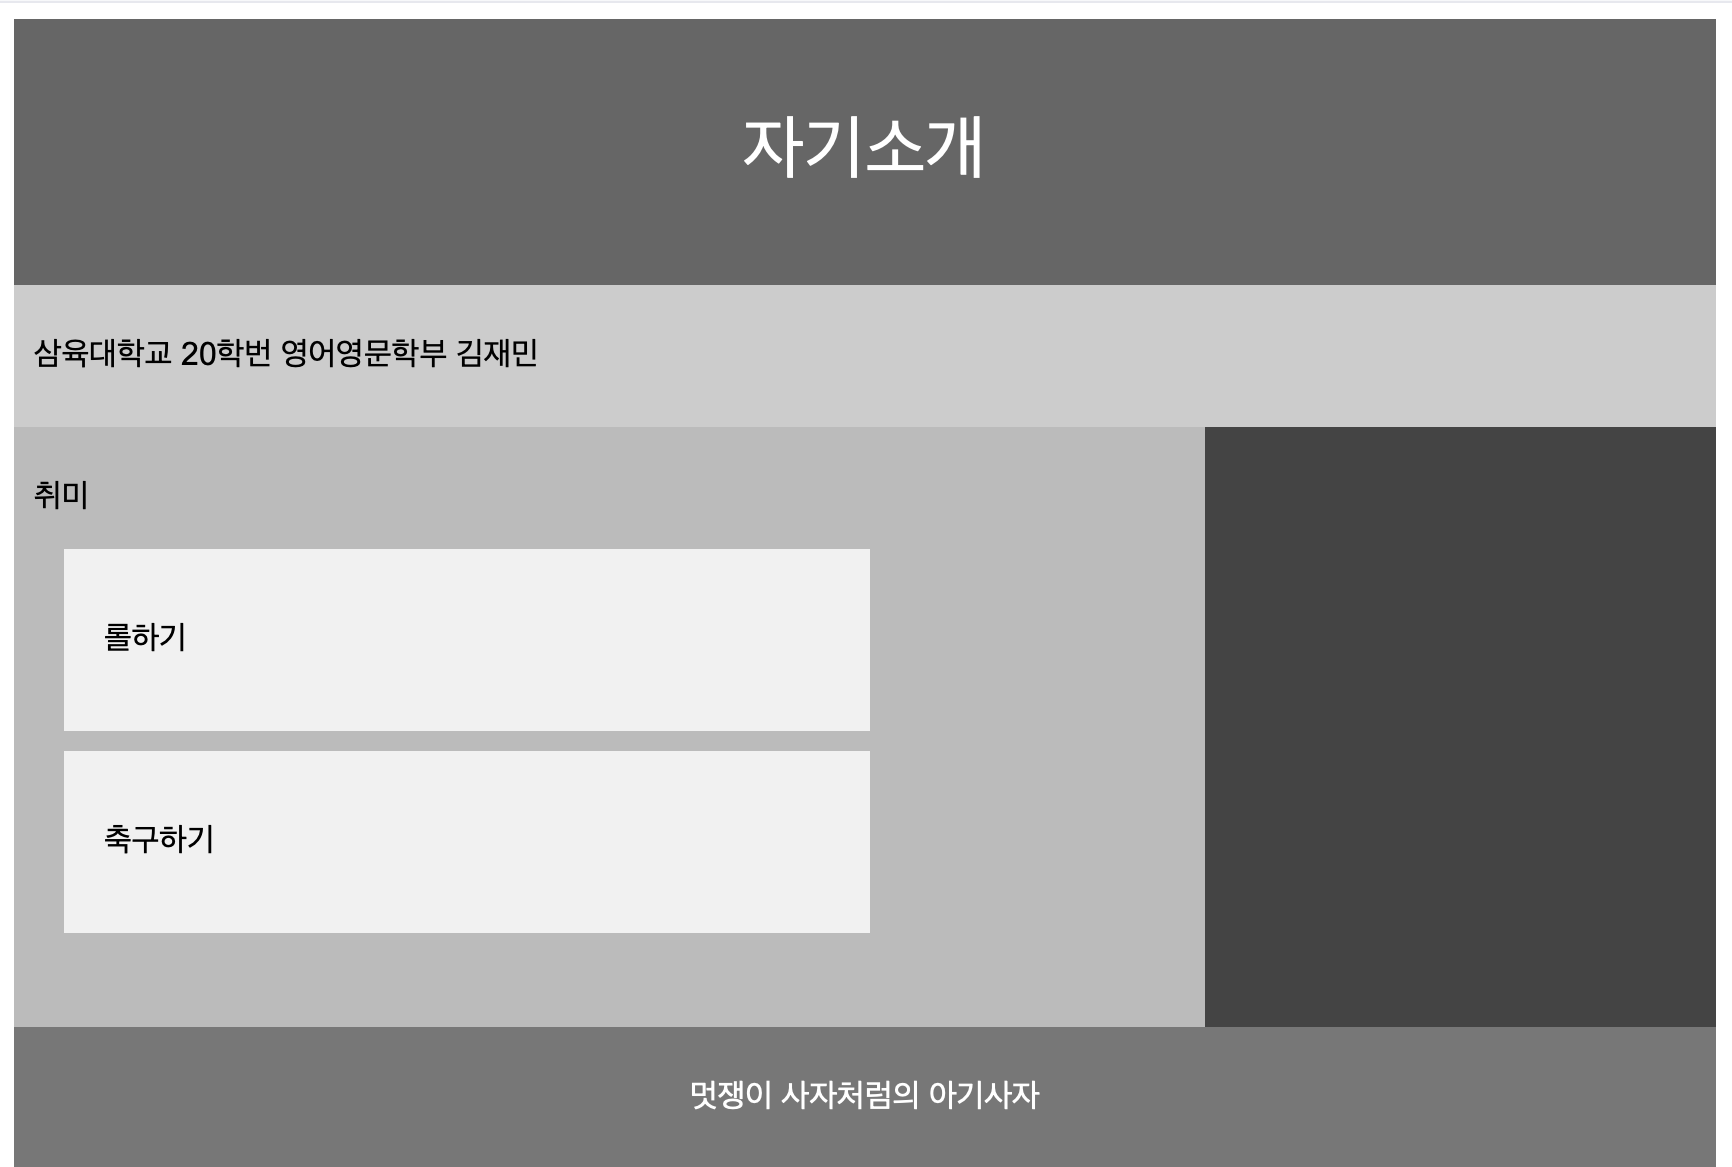 자기소개
삼육대학교 20학번 영어영문학부 김재민
취미
롤하기
축구하기
멋쟁이 사자처럼의 아기사자